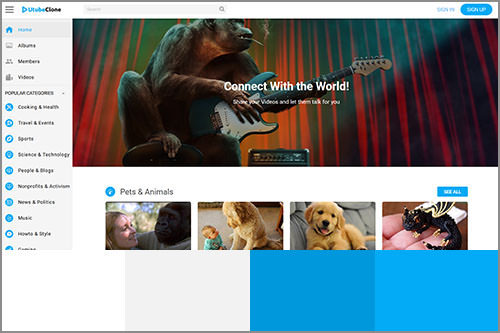 UtubeClone
Search
SIGN IN
SIGN UP
Home
Albums
Members
Videos
POPULAR CATEGORIES
Cooking & Health
Travel & Events
Sports
Science & Technology
People & Blogs
Nonprofits & Activism
News & Politics
Music
Howto & Style
Gaming
Connect With the World!
Share your Videos and let them talk for you
Pets & Animals
SEE ALL